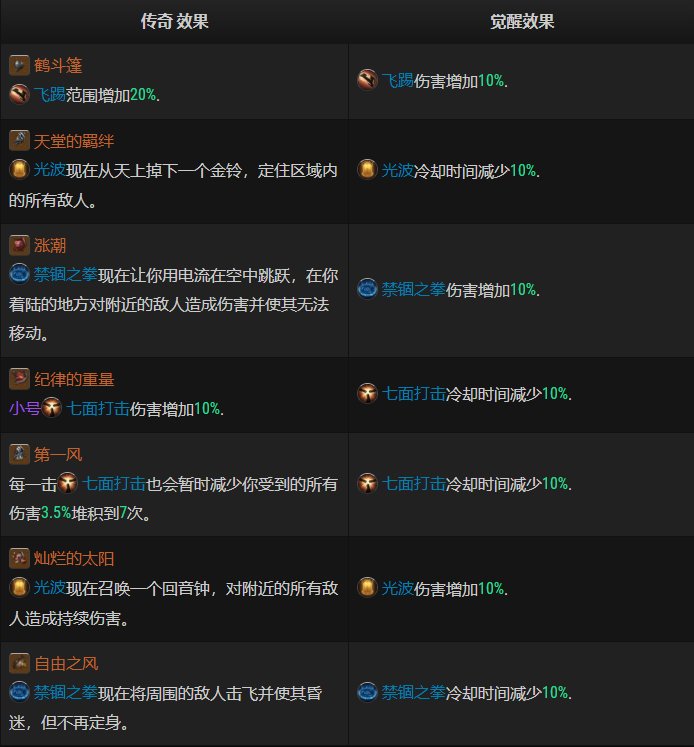 传奇 效果
觉醒效果
鹤斗篷
飞踢范围增加20%.
飞踢伤害增加10%.
天堂的羁绊
光波现在从天上掉下一个金铃，定住区域内
的所有敌人。
光波冷却时间减少10%.
涨潮
禁锢之拳现在让你用电流在空中跳跃，在你
着陆的地方对附近的敌人造成伤害并使其无法
移动。
禁锢之拳伤害增加10%.
纪律的重量
小号七面打击伤害增加10%.
七面打击冷却时间减少10%.
第一风
每一击七面打击也会暂时减少你受到的所有
伤害3.5%堆积到7次。
七面打击冷却时间减少10%.
灿烂的太阳
光波现在召唤一个回音钟，对附近的所有敌
人造成持续伤害。
光波伤害增加10%.
自由之风
禁锢之拳现在将周围的敌人击飞并使其昏
迷，但不再定身。
禁锢之拳冷却时间减少10%.